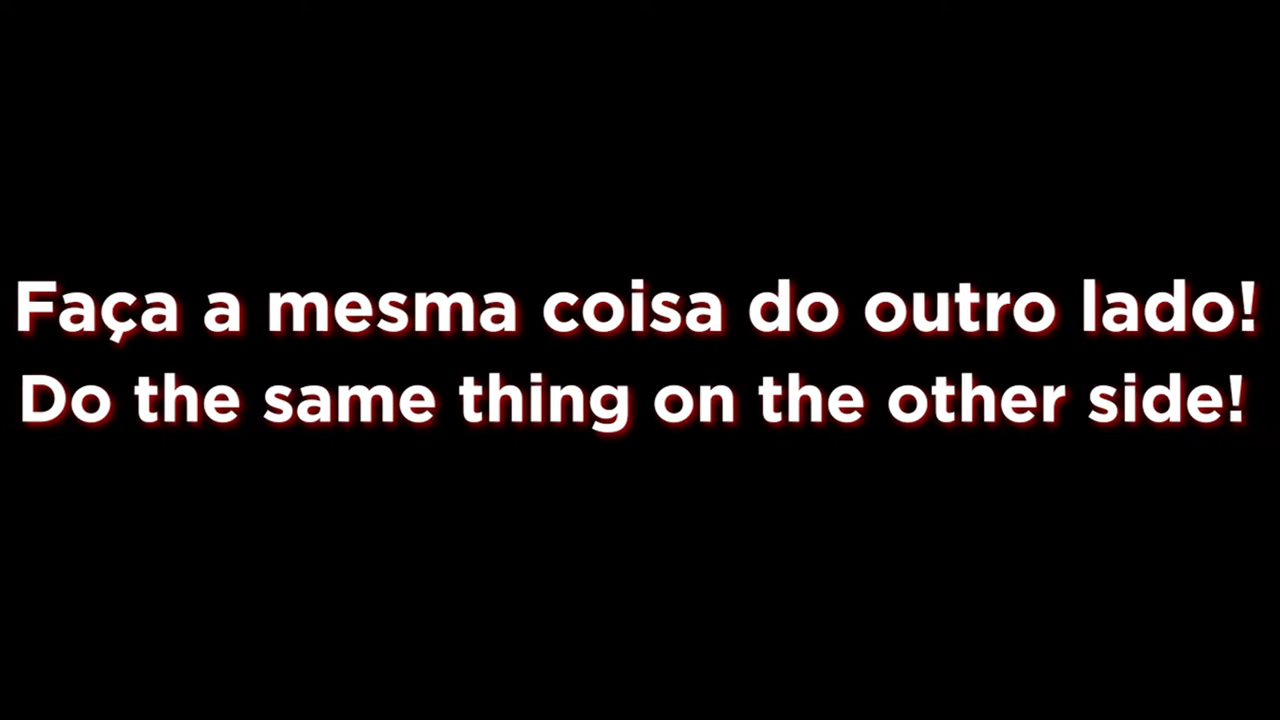 Faça a mesma coisa do outro lado!
Do the same thing on the other side!